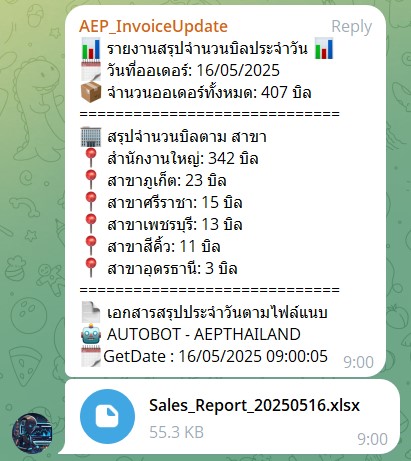 AEP_InvoiceUpdate Reply
📊 รายงานสรุปจำนวนบิลประจำวัน 📊
🗓 วันที่ออเดอร์: 16/05/2025
📦 จำนวนออเดอร์ทั้งหมด: 407 บิล
==============================
🏢 สรุปจำนวนบิลตาม สาขา
📍 สำนักงานใหญ่: 342 บิล
📍 สาขาภูเก็ต: 23 บิล
📍 สาขาศรีราชา: 15 บิล
📍 สาขาเพชรบุรี: 13 บิล
📍 สาขาสีคิ้ว: 11 บิล
📍 สาขาอุดรธานี: 3 บิล
==============================
📄 เอกสารสรุปประจำวันตามไฟล์แนบ
🤖 AUTOBOT - AEPTHAILAND
🗓GetDate : 16/05/2025 09:00:05 9:00
Sales_Report_20250516.xlsx
55.3 KB 9:00